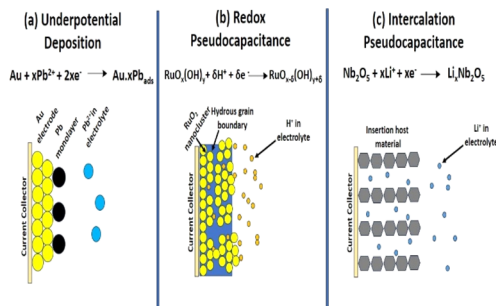 (a) Underpotential
Deposition
Au + xPb²⁺ + 2xe⁻ → Au.xPb_ads
Au
electrode
Pb
monolayer
Pb²⁺ in
electrolyte
Current Collector
(b) Redox
Pseudocapacitance
RuOₓ(OH)ᵧ + δH⁺ + δe⁻ → RuOₓ₋δ(OH)ᵧ₊δ
RuOₓ
nanocluster
Hydrous grain
boundary
H⁺ in
electrolyte
Current Collector
(c) Intercalation
Pseudocapacitance
Nb₂O₅ + xLi⁺ + xe⁻ → LiₓNb₂O₅
Insertion host
material
Li⁺ in
electrolyte
Current Collector